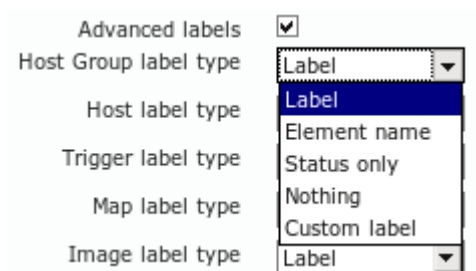 Advanced labels
Host Group label type Label
Label
Host label type
Element name
Trigger label type Status only
Nothing
Map label type
Custom label
Image label type Label